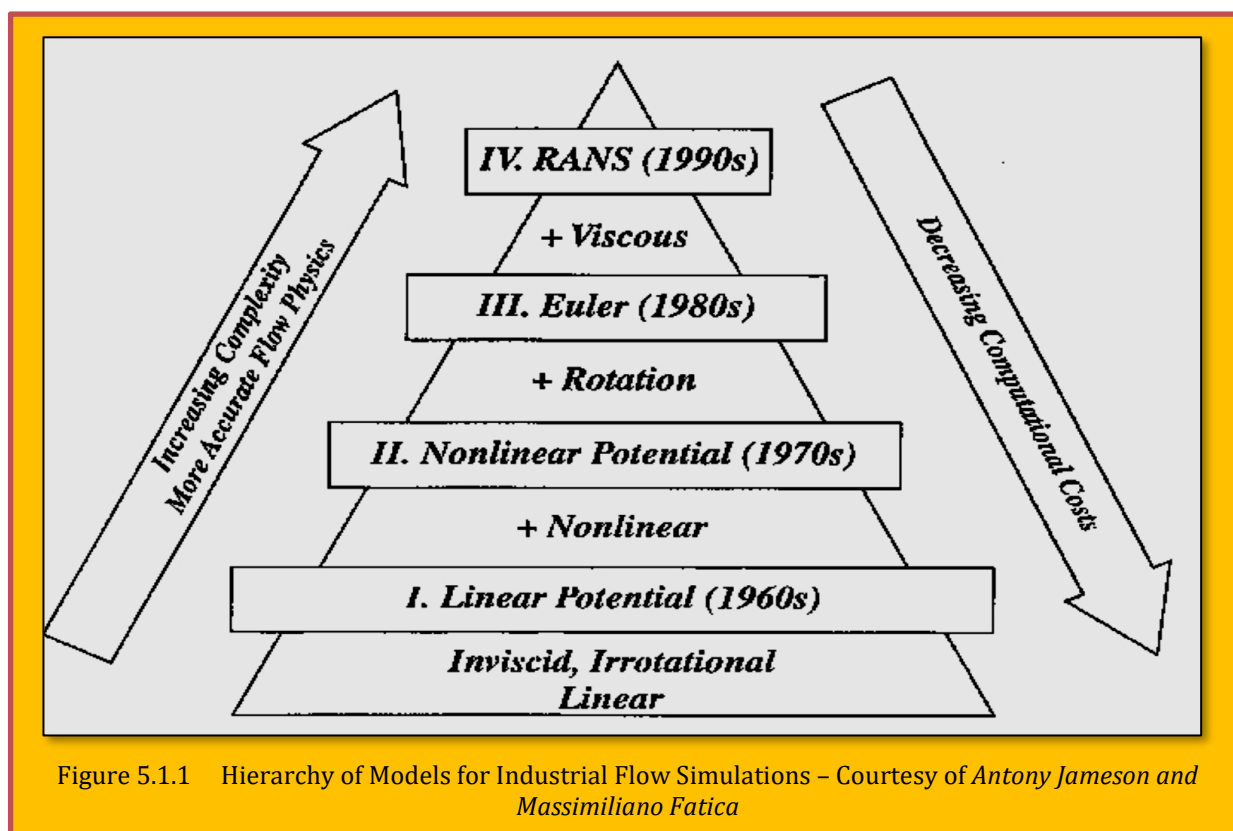 IV. RANS (1990s)
+ Viscous
III. Euler (1980s)
+ Rotation
II. Nonlinear Potential (1970s)
+ Nonlinear
I. Linear Potential (1960s)
Inviscid, Irrotational
Linear
Increasing Complexity
More Accurate Flow Physics
Decreasing Computational Costs
Figure 5.1.1 Hierarchy of Models for Industrial Flow Simulations – Courtesy of Antony Jameson and
Massimiliano Fatica